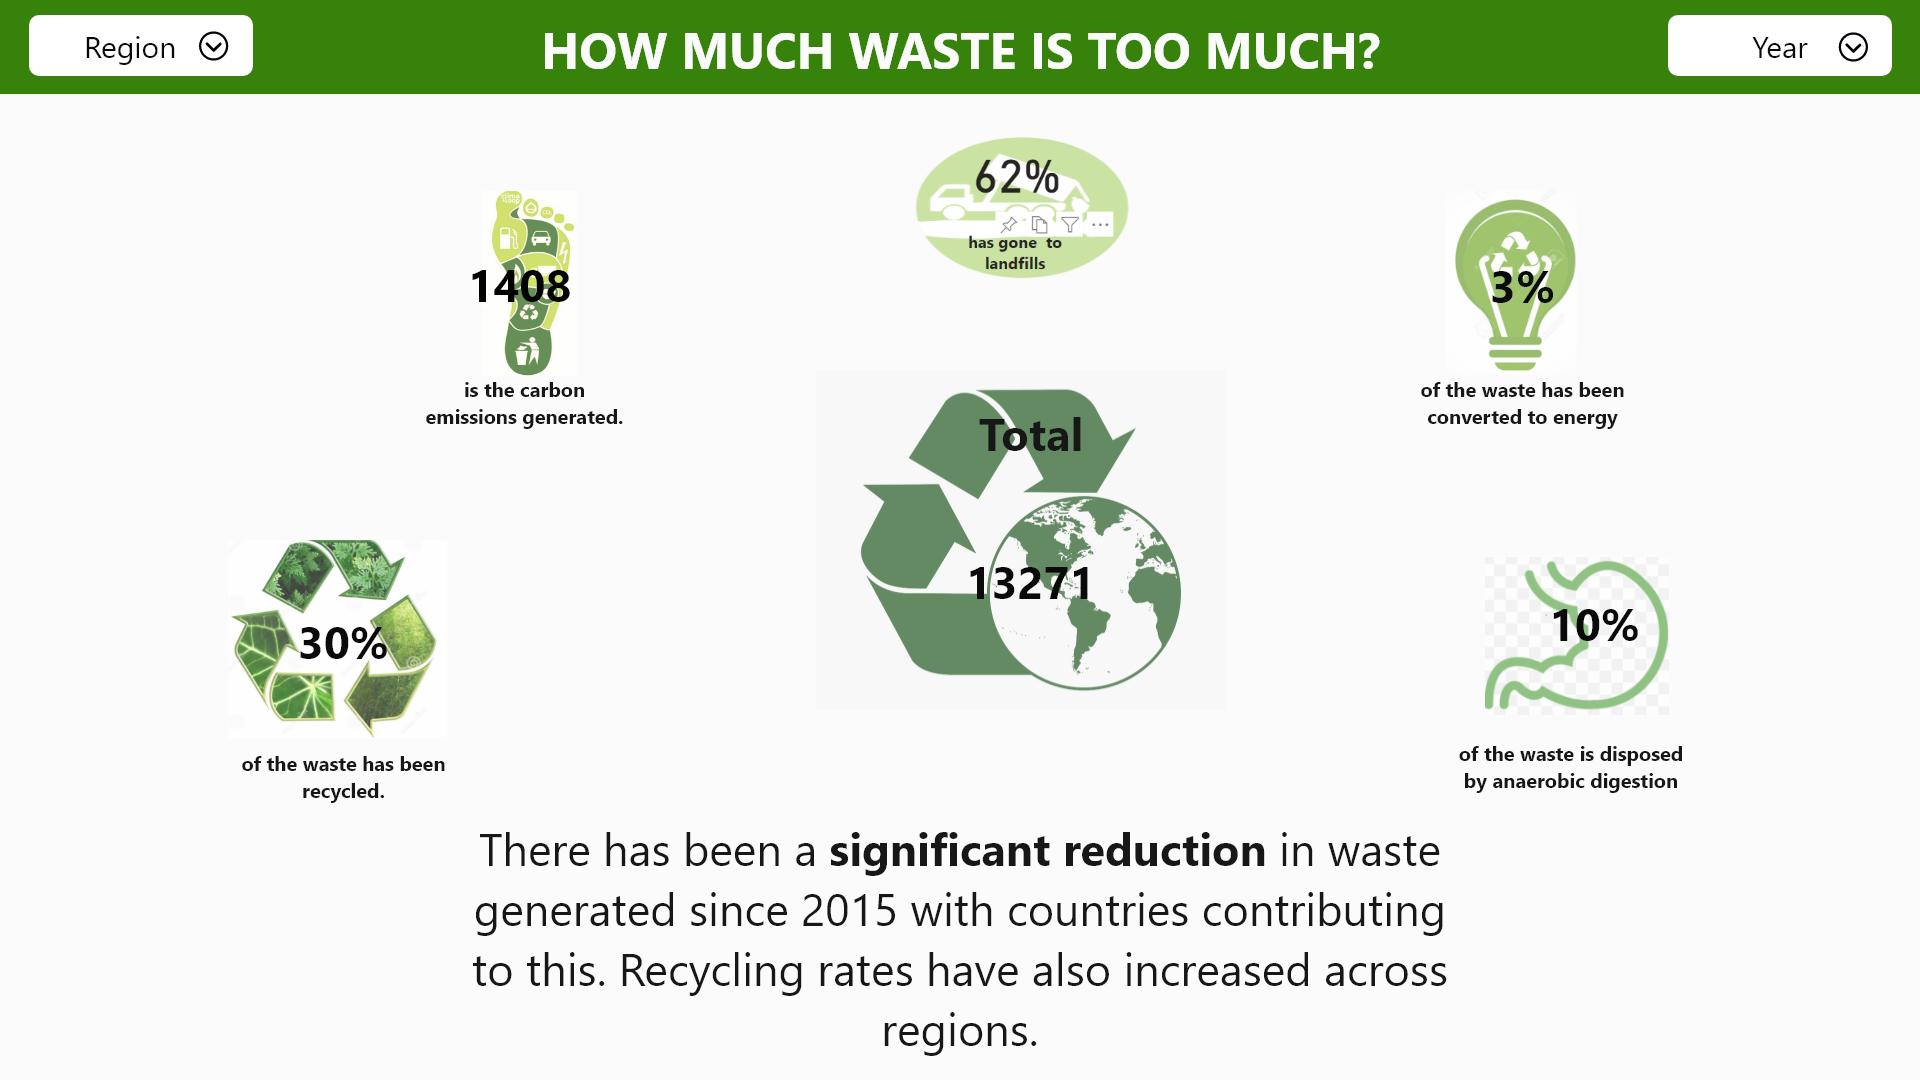 Region
HOW MUCH WASTE IS TOO MUCH?
Year
62%
has gone to
landfills
1408
is the carbon
emissions generated.
3%
of the waste has been
converted to energy
Total
13271
30%
of the waste has been
recycled.
10%
of the waste is disposed
by anaerobic digestion
There has been a significant reduction in waste
generated since 2015 with countries contributing
to this. Recycling rates have also increased across
regions.